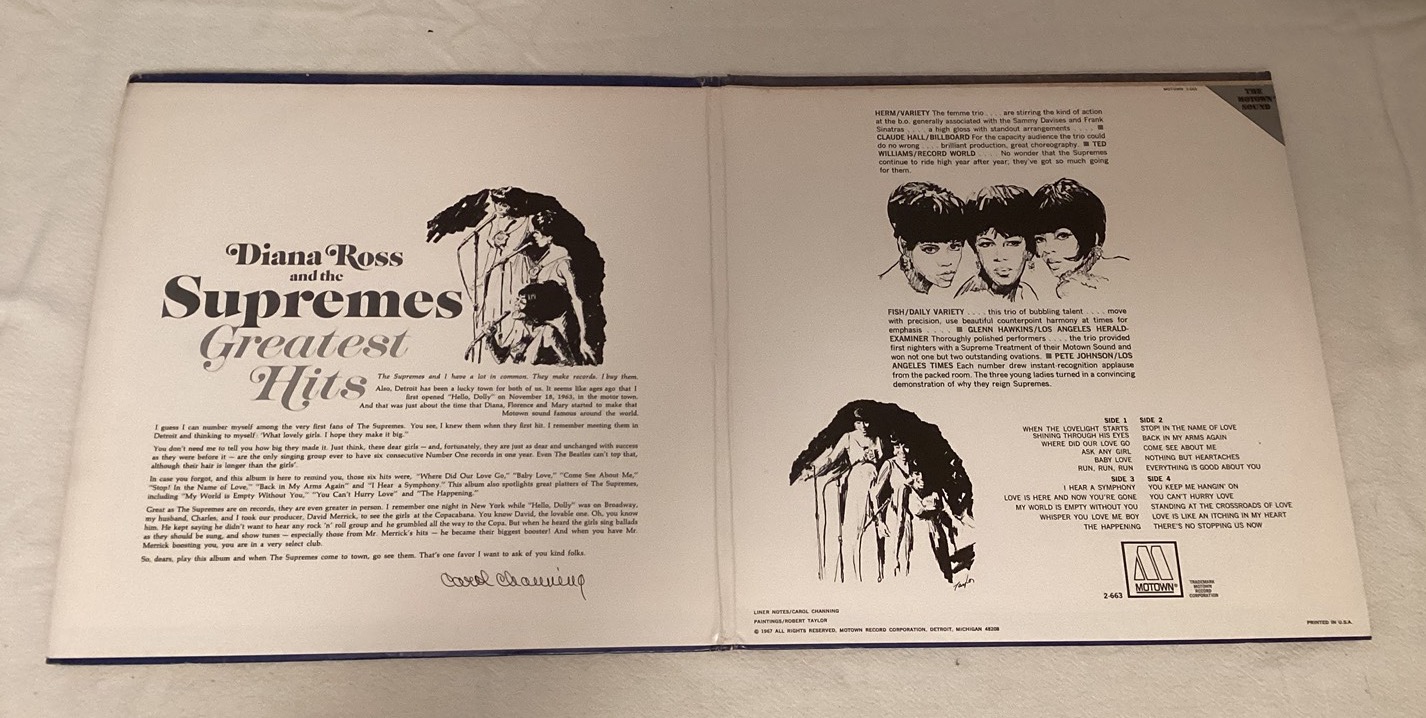 Diana Ross
and the
Supremes
Greatest
Hits
The Supremes and I have a lot in common. They make records. I buy them.
Also, Detroit has been a lucky town for both of us. It seems like ages ago that I
first opened "Hello, Dolly" on November 18, 1963, in the motor town.
And that was just about the time that Diana, Florence and Mary started to make that
Motown sound famous around the world.
I guess I can number myself among the very first fans of The Supremes. You see, I knew them when they first hit. I remember meeting them in
Detroit and thinking to myself: 'What lovely girls. I hope they make it big."
You don't need me to tell you how big they made it. Just think, these dear girls — and, fortunately, they are just as dear and unchanged with success
as they were before it — are the only singing group ever to have six consecutive Number One records in one year. Even The Beatles can't top that,
although their hair is longer than the girls'.
In case you forgot, and this album is here to remind you, those six hits were, "Where Did Our Love Go," "Baby Love," "Come See About Me,"
"Stop! In the Name of Love," "Back in My Arms Again" and "I Hear a Symphony." This album also spotlights great platters of The Supremes,
including "My World is Empty Without You," "You Can't Hurry Love" and "The Happening."
Great as The Supremes are on records, they are even greater in person. I remember one night in New York while "Hello, Dolly" was on Broadway,
my husband, Charles, and I took our producer, David Merrick, to see the girls at the Copacabana. You know David, the lovable one. Oh, you know
him. He kept saying he didn't want to hear any rock 'n' roll group and he grumbled all the way to the Copa. But when he heard the girls sing ballads
as they should be sung, and show tunes — especially those from Mr. Merrick's hits — he became their biggest booster! And when you have Mr.
Merrick boosting you, you are in a very select club.
So, dears, play this album and when The Supremes come to town, go see them. That's one favor I want to ask of you kind folks.
Carol Channing
MOTOWN 2-663
THE
MOTOWN
SOUND
HERM/VARIETY The femme trio . . . . are stirring the kind of action
at the b.o. generally associated with the Sammy Davises and Frank
Sinatras . . . . a high gloss with standout arrangements . . . . . ■
CLAUDE HALL/BILLBOARD For the capacity audience the trio could
do no wrong . . . . brilliant production, great choreography. ■ TED
WILLIAMS/RECORD WORLD . . . . No wonder that the Supremes
continue to ride high year after year, they've got so much going
for them.
FISH/DAILY VARIETY . . . . this trio of bubbling talent . . . . move
with precision, use beautiful counterpoint harmony at times for
emphasis . . . . . ■ GLENN HAWKINS/LOS ANGELES HERALD-
EXAMINER Thoroughly polished performers . . . . the trio provided
first nighters with a Supreme Treatment of their Motown Sound and
won not one but two outstanding ovations. ■ PETE JOHNSON/LOS
ANGELES TIMES Each number drew instant-recognition applause
from the packed room. The three young ladies turned in a convincing
demonstration of why they reign Supremes.
SIDE 1
WHEN THE LOVELIGHT STARTS
SHINING THROUGH HIS EYES
WHERE DID OUR LOVE GO
ASK ANY GIRL
BABY LOVE
RUN, RUN, RUN
SIDE 2
STOP! IN THE NAME OF LOVE
BACK IN MY ARMS AGAIN
COME SEE ABOUT ME
NOTHING BUT HEARTACHES
EVERYTHING IS GOOD ABOUT YOU
SIDE 3
I HEAR A SYMPHONY
LOVE IS HERE AND NOW YOU'RE GONE
MY WORLD IS EMPTY WITHOUT YOU
WHISPER YOU LOVE ME BOY
THE HAPPENING
SIDE 4
YOU KEEP ME HANGIN' ON
YOU CAN'T HURRY LOVE
STANDING AT THE CROSSROADS OF LOVE
LOVE IS LIKE AN ITCHING IN MY HEART
THERE'S NO STOPPING US NOW
Taylor
2-663
M
MOTOWN®
TRADEMARK
MOTOWN
RECORD
CORPORATION
LINER NOTES/CAROL CHANNING
PAINTINGS/ROBERT TAYLOR
© 1967 ALL RIGHTS RESERVED, MOTOWN RECORD CORPORATION, DETROIT, MICHIGAN 48208
PRINTED IN U.S.A.